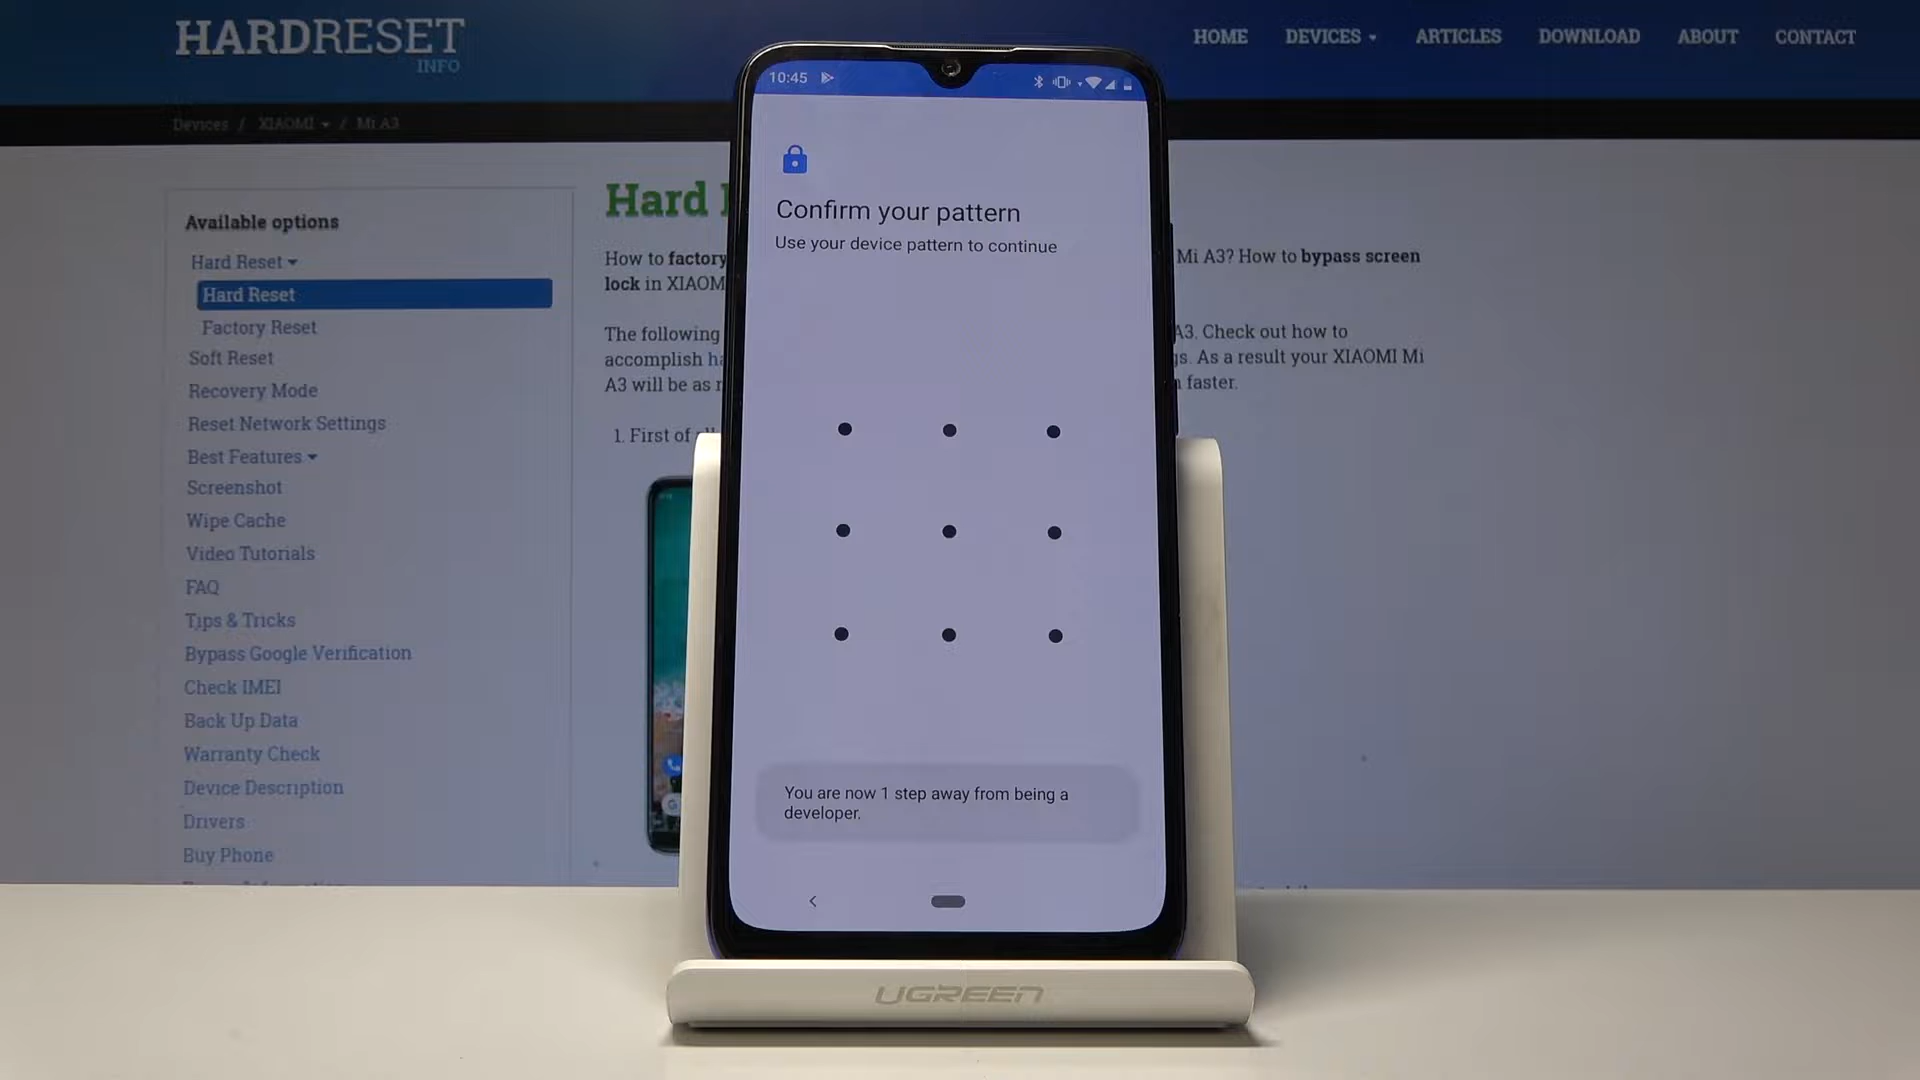 HARDRESET
INFO
HOME DEVICES ARTICLES DOWNLOAD ABOUT CONTACT
Devices / XIAOMI / Mi A3
Available options
Hard Reset
Hard Reset
Factory Reset
Soft Reset
Recovery Mode
Reset Network Settings
Best Features
Screenshot
Wipe Cache
Video Tutorials
FAQ
Tips & Tricks
Bypass Google Verification
Check IMEI
Back Up Data
Warranty Check
Device Description
Drivers
Buy Phone
Hard
How to factory Mi A3? How to bypass screen
lock in XIAOM
The following A3. Check out how to
accomplish . As a result your XIAOMI Mi
A3 will be as faster.
1. First of
10:45
Confirm your pattern
Use your device pattern to continue
You are now 1 step away from being a
developer.
UGREEN